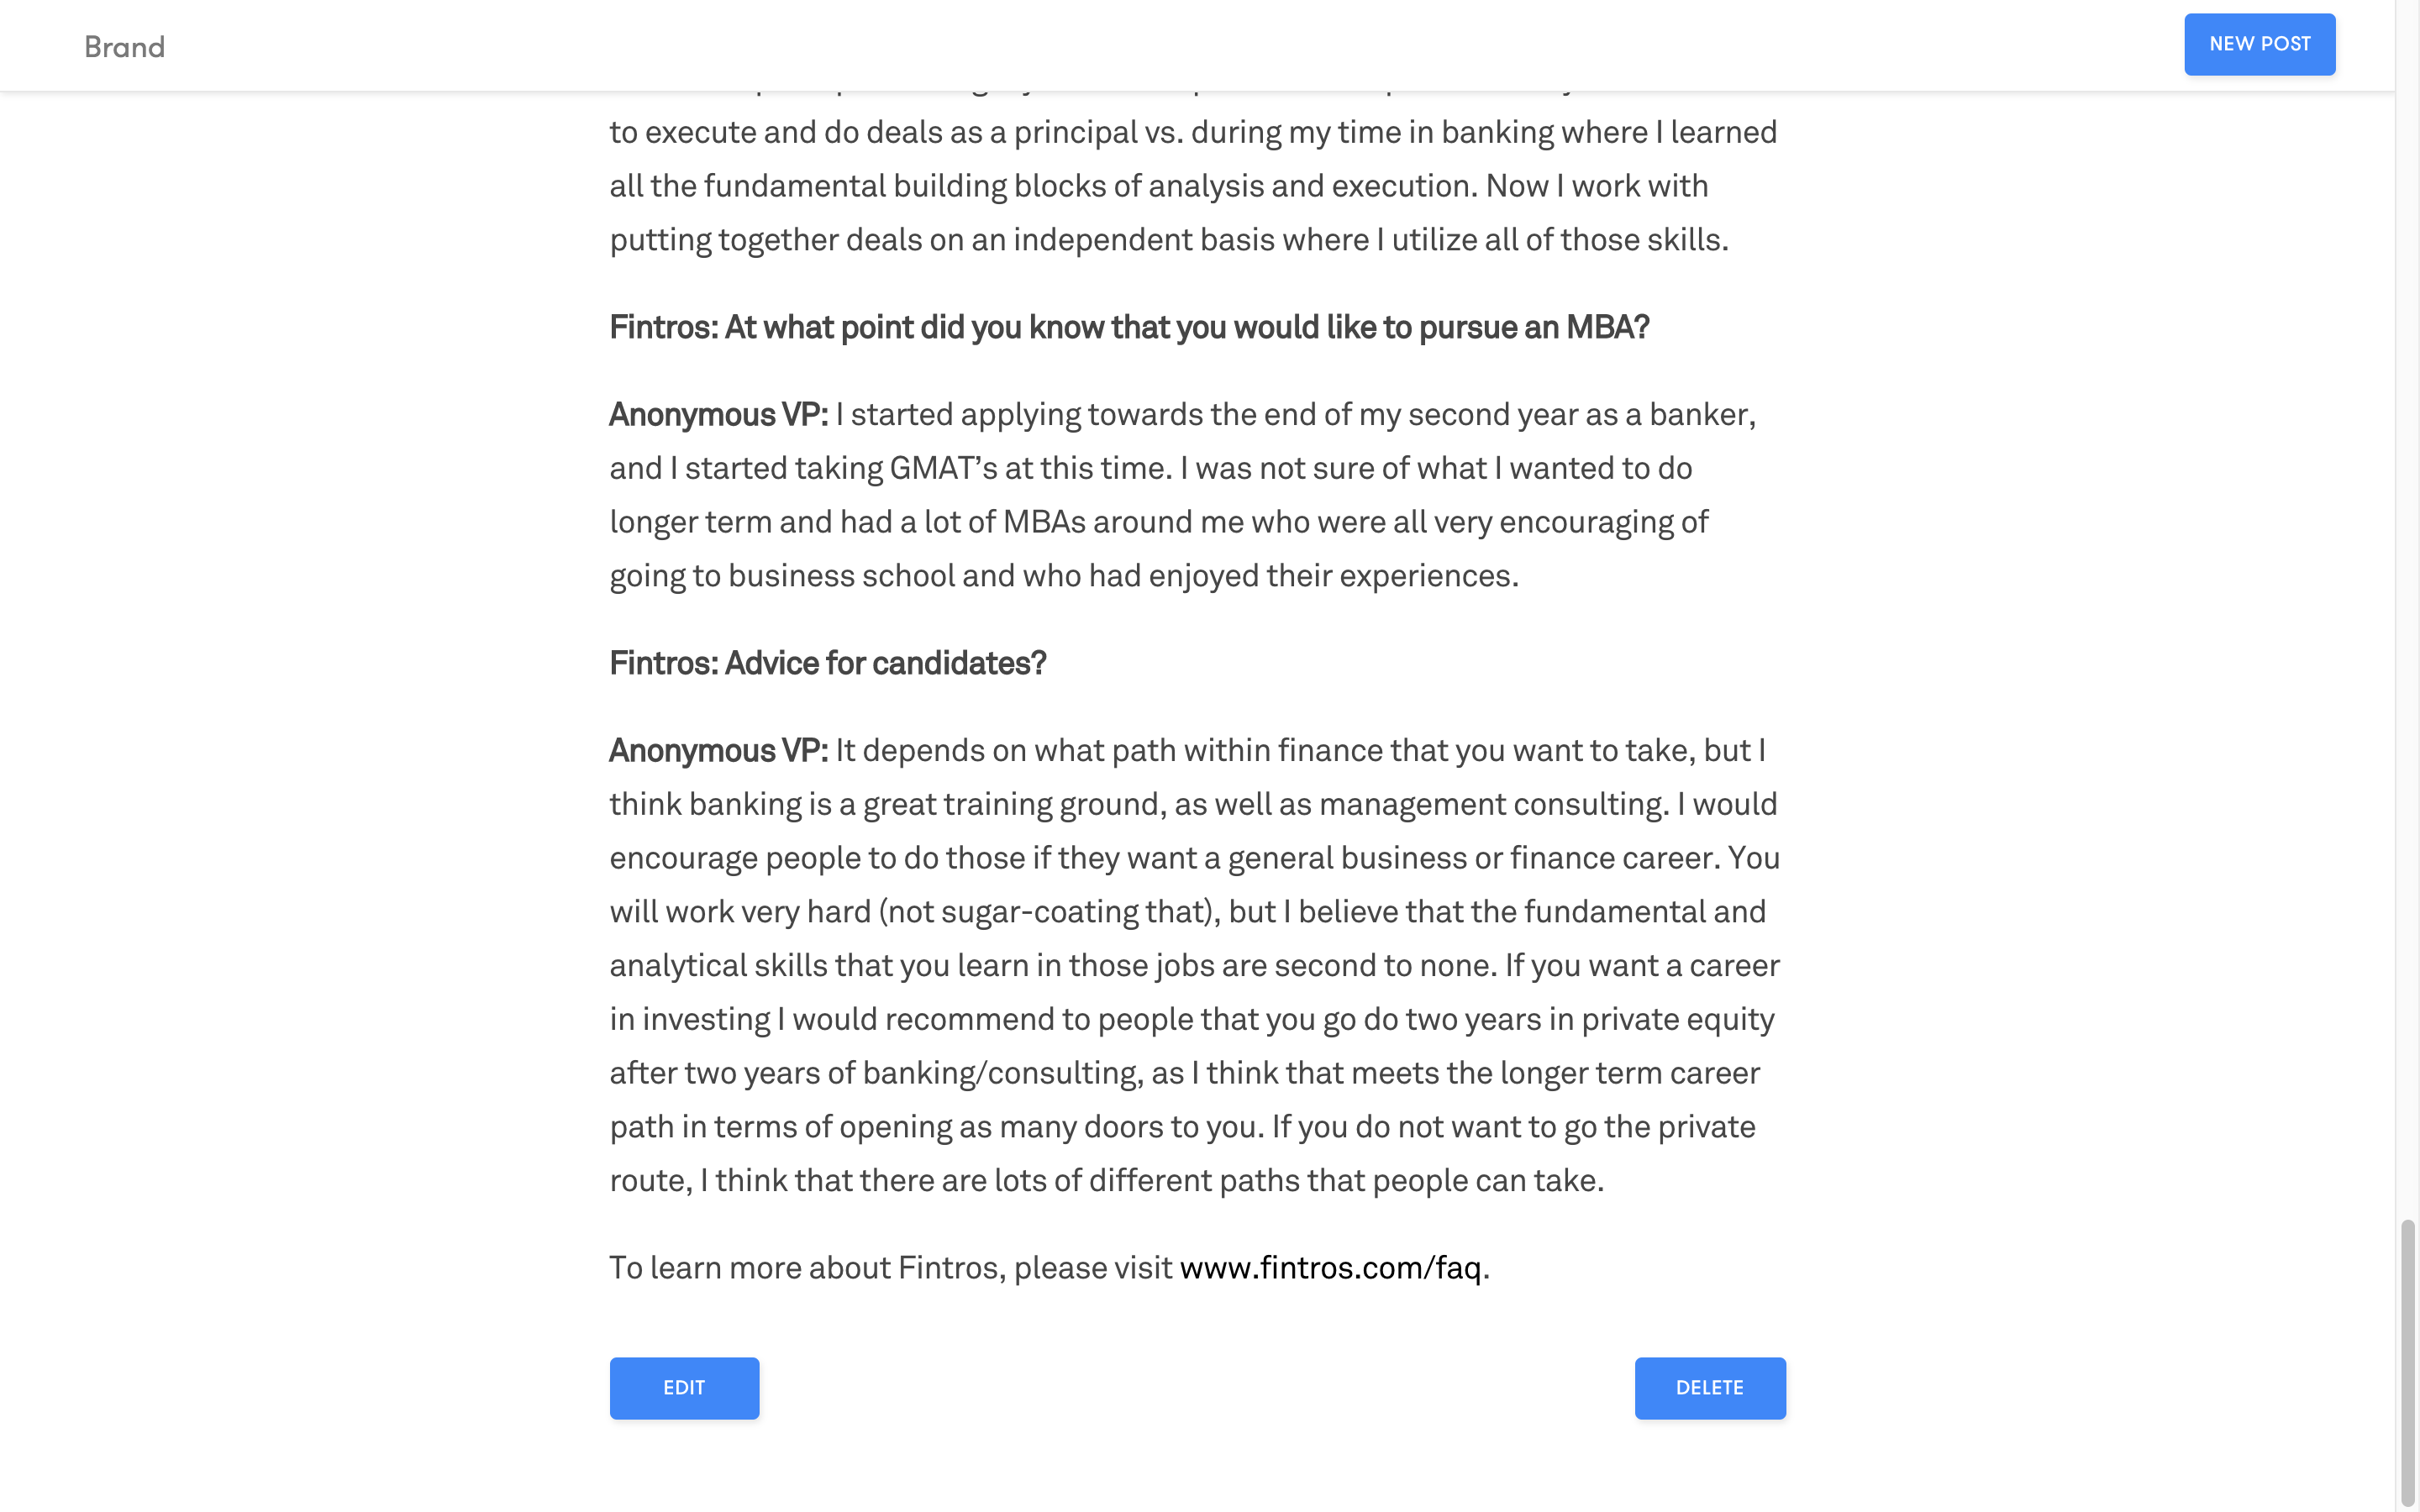 Brand
NEW POST
to execute and do deals as a principal vs. during my time in banking where I learned
all the fundamental building blocks of analysis and execution. Now I work with
putting together deals on an independent basis where I utilize all of those skills.
Fintros: At what point did you know that you would like to pursue an MBA?
Anonymous VP: I started applying towards the end of my second year as a banker,
and I started taking GMAT’s at this time. I was not sure of what I wanted to do
longer term and had a lot of MBAs around me who were all very encouraging of
going to business school and who had enjoyed their experiences.
Fintros: Advice for candidates?
Anonymous VP: It depends on what path within finance that you want to take, but I
think banking is a great training ground, as well as management consulting. I would
encourage people to do those if they want a general business or finance career. You
will work very hard (not sugar-coating that), but I believe that the fundamental and
analytical skills that you learn in those jobs are second to none. If you want a career
in investing I would recommend to people that you go do two years in private equity
after two years of banking/consulting, as I think that meets the longer term career
path in terms of opening as many doors to you. If you do not want to go the private
route, I think that there are lots of different paths that people can take.
To learn more about Fintros, please visit www.fintros.com/faq.
EDIT
DELETE